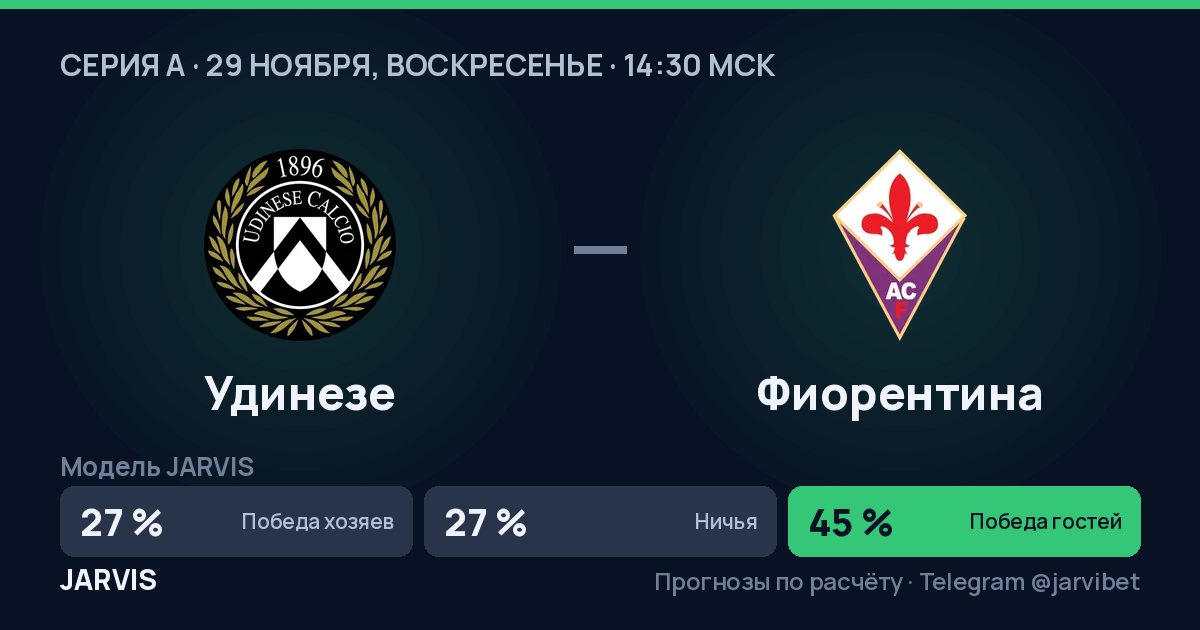 СЕРИЯ А · 29 НОЯБРЯ, ВОСКРЕСЕНЬЕ · 14:30 МСК
1896
UDINESE CALCIO
AC
F
Удинезе
Фиорентина
Модель JARVIS
27 % Победа хозяев
27 % Ничья
45 % Победа гостей
JARVIS
Прогнозы по расчёту · Telegram @jarvibet